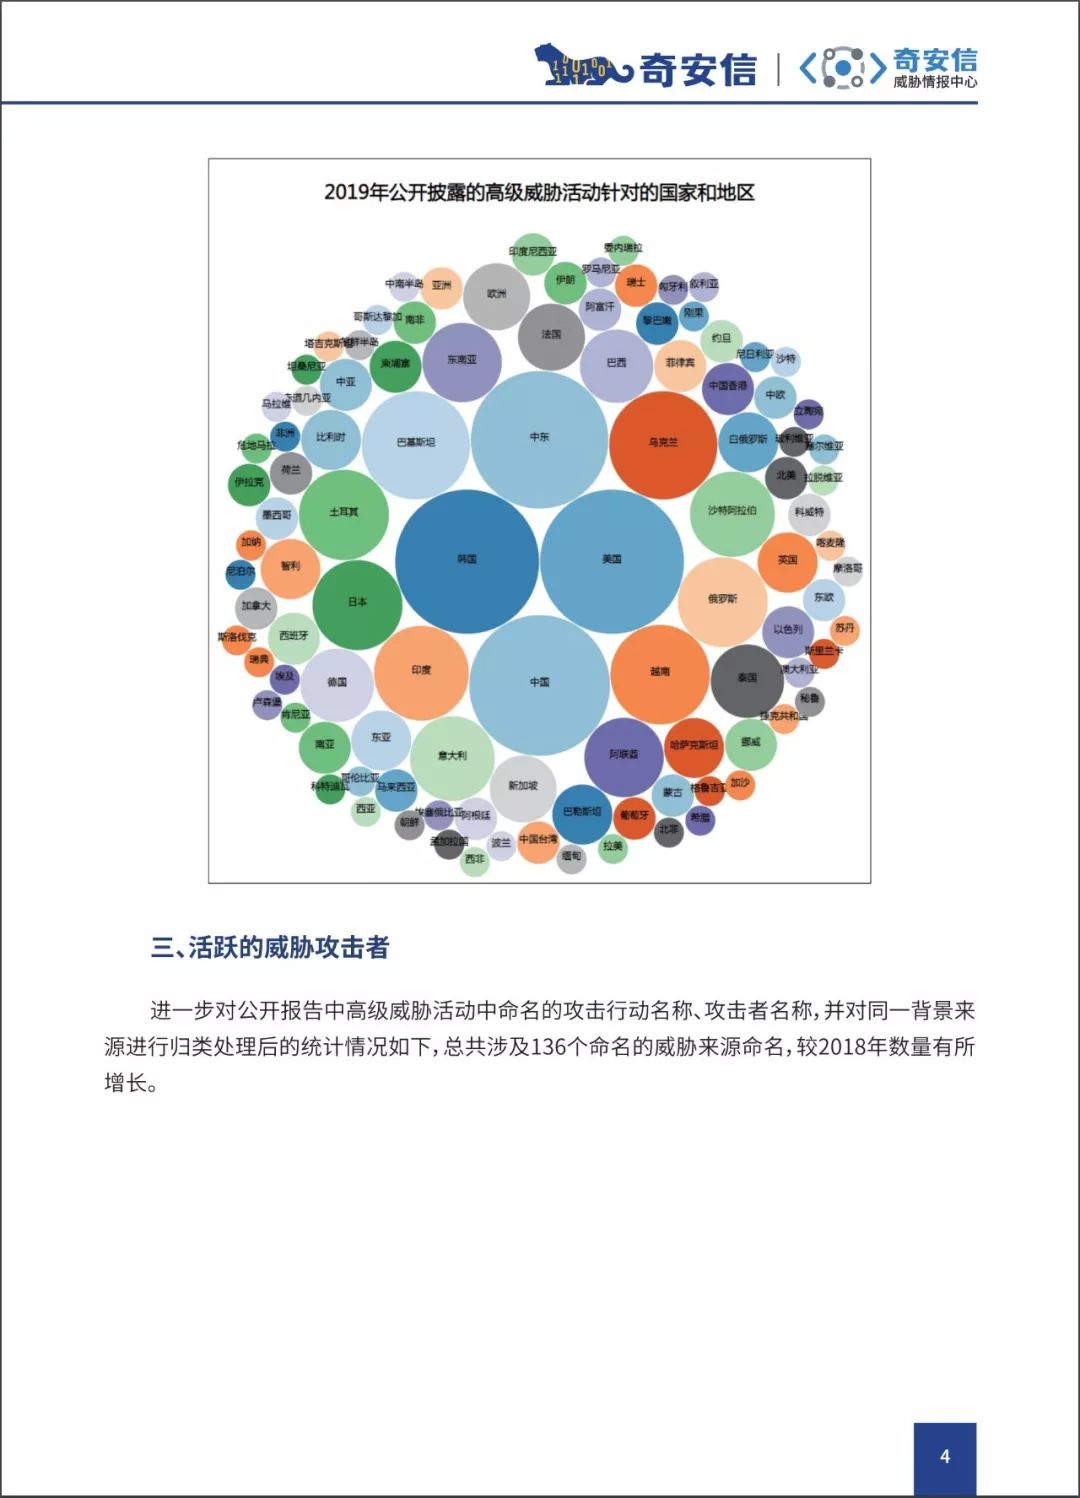 奇安信
奇安信
威胁情报中心
2019年公开披露的高级威胁活动针对的国家和地区
印度尼西亚
委内瑞拉
中南半岛
亚洲
欧洲
伊朗
罗马尼亚
瑞士
匈牙利
叙利亚
哥斯达黎加
南非
法国
阿富汗
黎巴嫩
刚果
塔吉克斯坦
朝鲜半岛
柬埔寨
东南亚
巴西
菲律宾
约旦
尼日利亚
沙特
坦桑尼亚
中亚
中国香港
中欧
马拉维
几内亚
立陶宛
非洲
比利时
巴基斯坦
中东
乌克兰
白俄罗斯
玻利维亚
塞尔维亚
危地马拉
荷兰
北美
拉脱维亚
伊拉克
墨西哥
土耳其
沙特阿拉伯
科威特
加纳
智利
韩国
美国
英国
喀麦隆
尼泊尔
摩洛哥
加拿大
日本
俄罗斯
东欧
斯洛伐克
西班牙
以色列
苏丹
瑞典
斯里兰卡
埃及
德国
印度
中国
越南
泰国
澳大利亚
卢森堡
肯尼亚
秘鲁
捷克共和国
南亚
东亚
意大利
阿联酋
哈萨克斯坦
挪威
科特迪瓦
哥伦比亚
马来西亚
新加坡
蒙古
格鲁吉亚
加沙
西亚
朝鲜
埃塞俄比亚
阿根廷
巴勒斯坦
葡萄牙
希腊
孟加拉国
波兰
中国台湾
北非
西非
缅甸
拉美
三、活跃的威胁攻击者
进一步对公开报告中高级威胁活动中命名的攻击行动名称、攻击者名称,并对同一背景来
源进行归类处理后的统计情况如下,总共涉及136个命名的威胁来源命名,较2018年数量有所
增长。
4